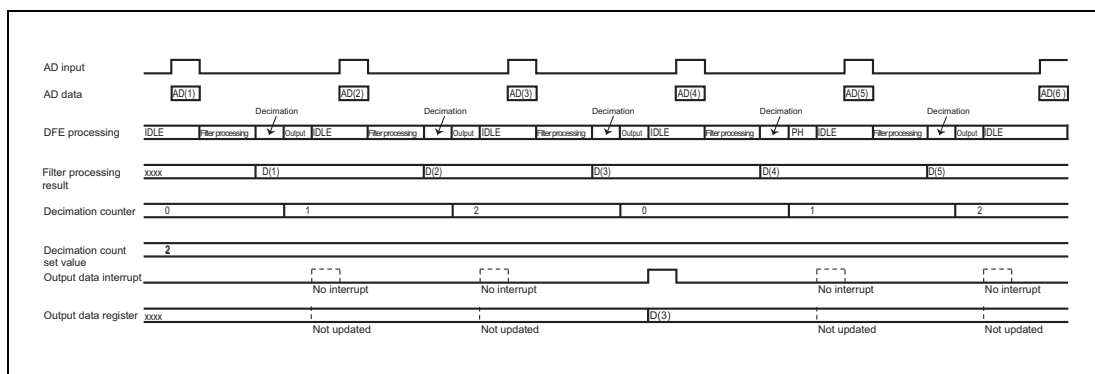 AD input
AD data AD(1) AD(2) AD(3) AD(4) AD(5) AD(6 )
Decimation Decimation Decimation Decimation Decimation
DFE processing IDLE Filter processing Output IDLE Filter processing Output IDLE Filter processing Output IDLE Filter processing PH IDLE Filter processing Output IDLE
Filter processing result xxxx D(1) D(2) D(3) D(4) D(5)
Decimation counter 0 1 2 0 1 2
Decimation count set value 2
Output data interrupt
No interrupt No interrupt No interrupt No interrupt
Output data register xxxx D(3)
Not updated Not updated Not updated Not updated